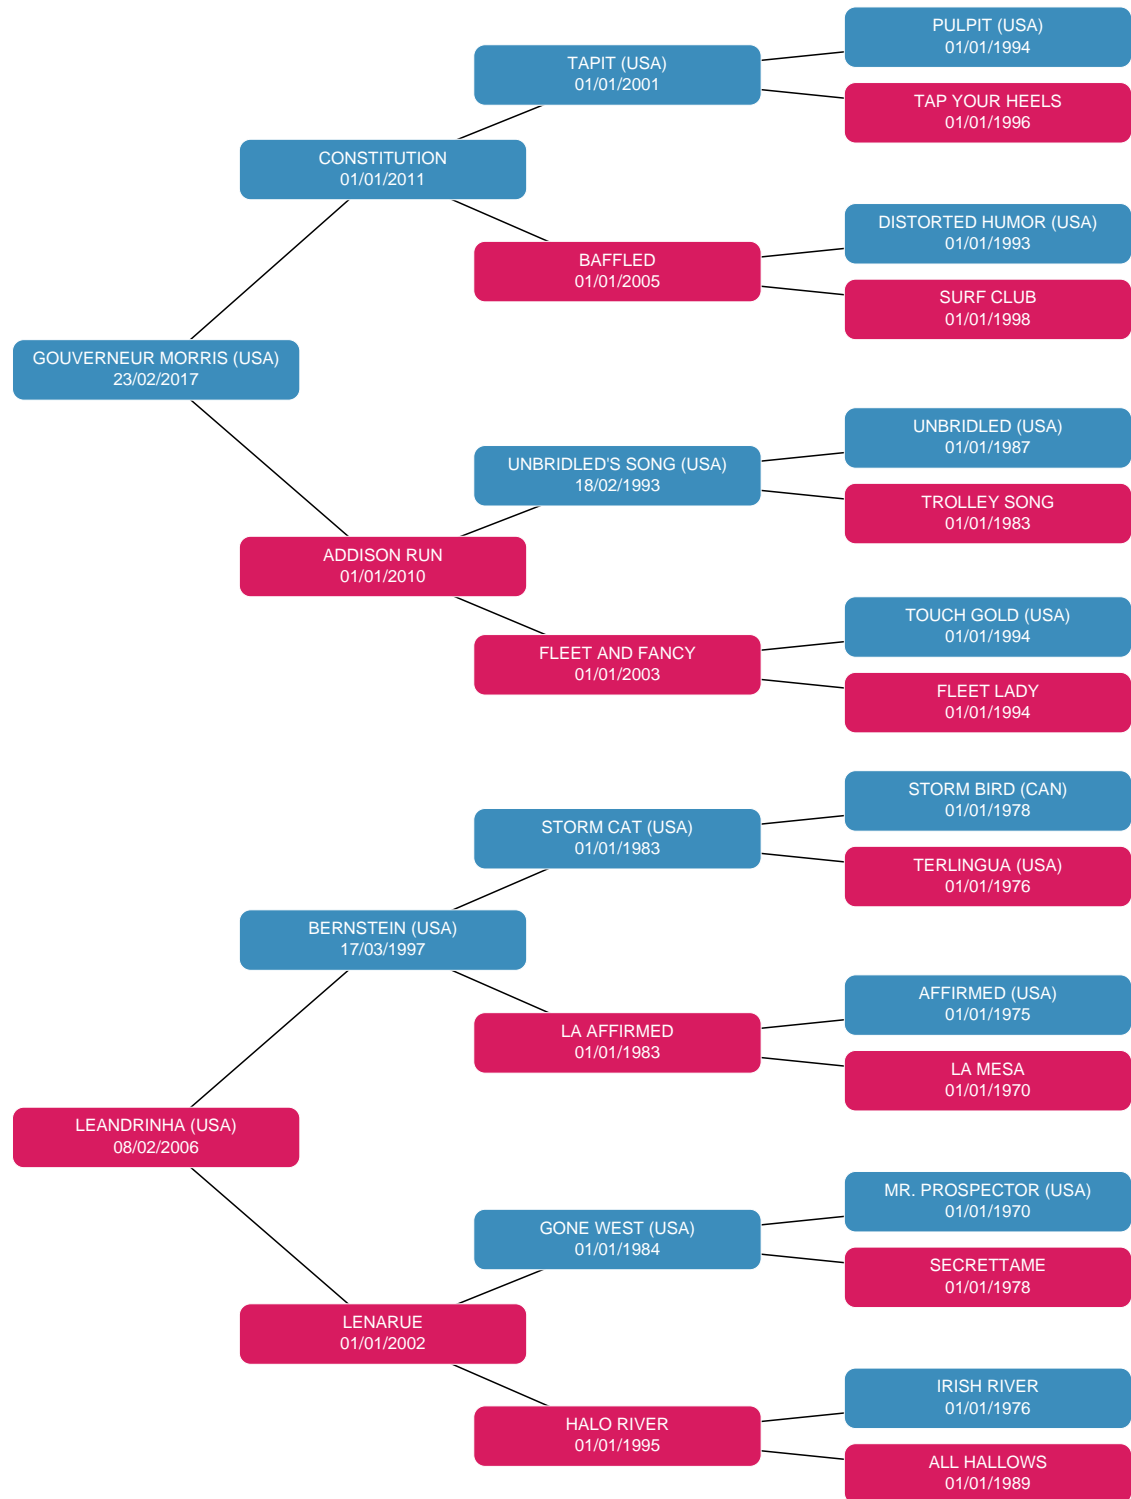 PULPIT (USA)
01/01/1994
TAPIT (USA)
01/01/2001
TAP YOUR HEELS
01/01/1996
CONSTITUTION
01/01/2011
DISTORTED HUMOR (USA)
01/01/1993
BAFFLED
01/01/2005
SURF CLUB
01/01/1998
GOUVERNEUR MORRIS (USA)
23/02/2017
UNBRIDLED (USA)
01/01/1987
UNBRIDLED'S SONG (USA)
18/02/1993
TROLLEY SONG
01/01/1983
ADDISON RUN
01/01/2010
TOUCH GOLD (USA)
01/01/1994
FLEET AND FANCY
01/01/2003
FLEET LADY
01/01/1994
STORM BIRD (CAN)
01/01/1978
STORM CAT (USA)
01/01/1983
TERLINGUA (USA)
01/01/1976
BERNSTEIN (USA)
17/03/1997
AFFIRMED (USA)
01/01/1975
LA AFFIRMED
01/01/1983
LA MESA
01/01/1970
LEANDRINHA (USA)
08/02/2006
MR. PROSPECTOR (USA)
01/01/1970
GONE WEST (USA)
01/01/1984
SECRETTAME
01/01/1978
LENARUE
01/01/2002
IRISH RIVER
01/01/1976
HALO RIVER
01/01/1995
ALL HALLOWS
01/01/1989